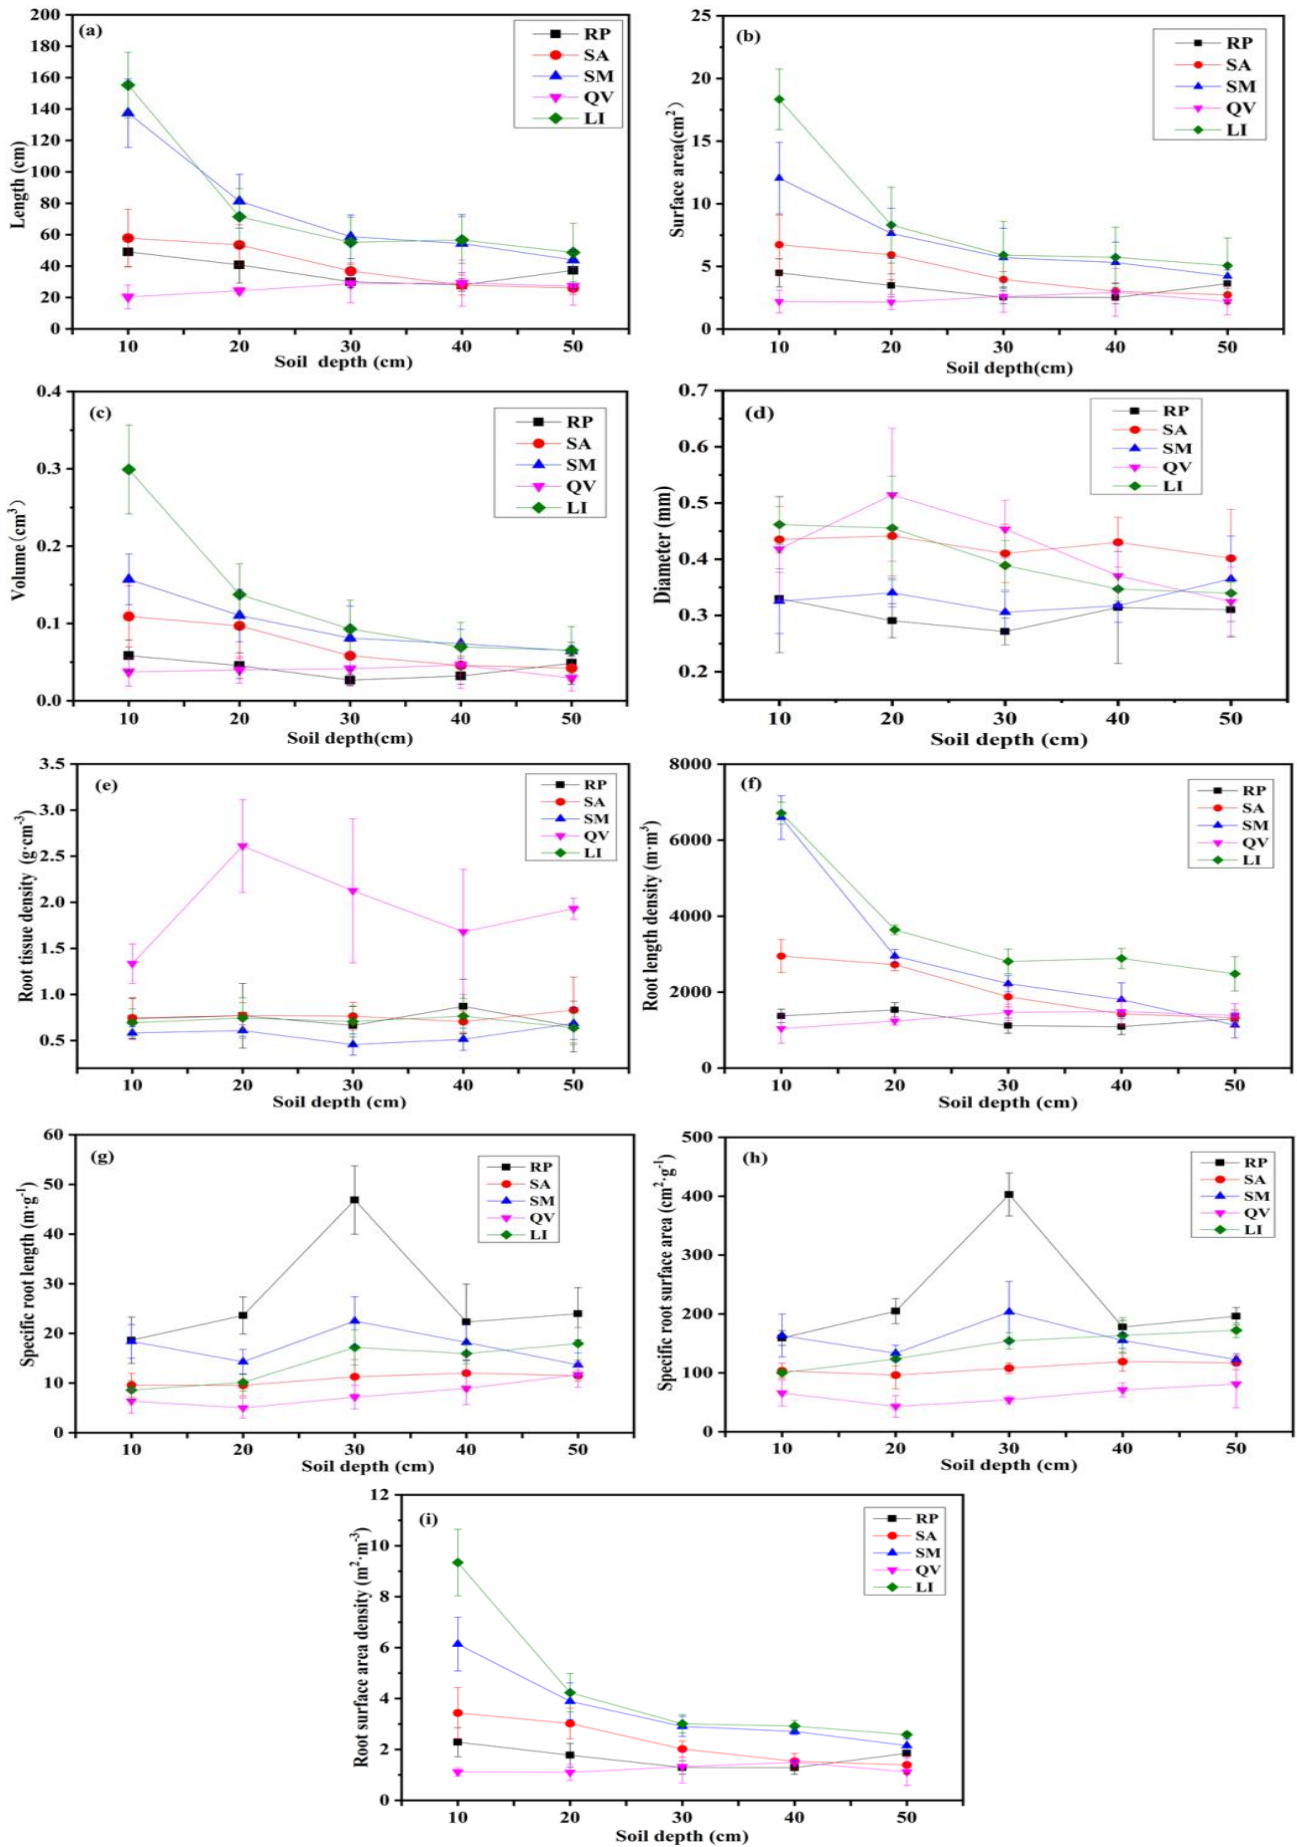 (a)
Length (cm)
200
180
160
140
120
100
80
60
40
20
0
RP
SA
SM
QV
LI
10 20 30 40 50
Soil depth (cm)
(b)
Surface area(cm²)
25
20
15
10
5
0
RP
SA
SM
QV
LI
10 20 30 40 50
Soil depth(cm)
(c)
Volume(cm³)
0.4
0.3
0.2
0.1
0.0
RP
SA
SM
QV
LI
10 20 30 40 50
Soil depth(cm)
(d)
Diameter (mm)
0.7
0.6
0.5
0.4
0.3
0.2
RP
SA
SM
QV
LI
10 20 30 40 50
Soil depth (cm)
(e)
Root tissue density (g·cm⁻³)
3.5
3.0
2.5
2.0
1.5
1.0
0.5
RP
SA
SM
QV
LI
10 20 30 40 50
Soil depth (cm)
(f)
Root length density (m·m³)
8000
6000
4000
2000
0
RP
SA
SM
QV
LI
10 20 30 40 50
Soil depth (cm)
(g)
Specific root length (m·g⁻¹)
60
50
40
30
20
10
0
RP
SA
SM
QV
LI
10 20 30 40 50
Soil depth (cm)
(h)
Specific root surface area (cm²·g⁻¹)
500
400
300
200
100
0
RP
SA
SM
QV
LI
10 20 30 40 50
Soil depth (cm)
(i)
Root surface area density (m²·m⁻³)
12
10
8
6
4
2
0
RP
SA
SM
QV
LI
10 20 30 40 50
Soil depth (cm)